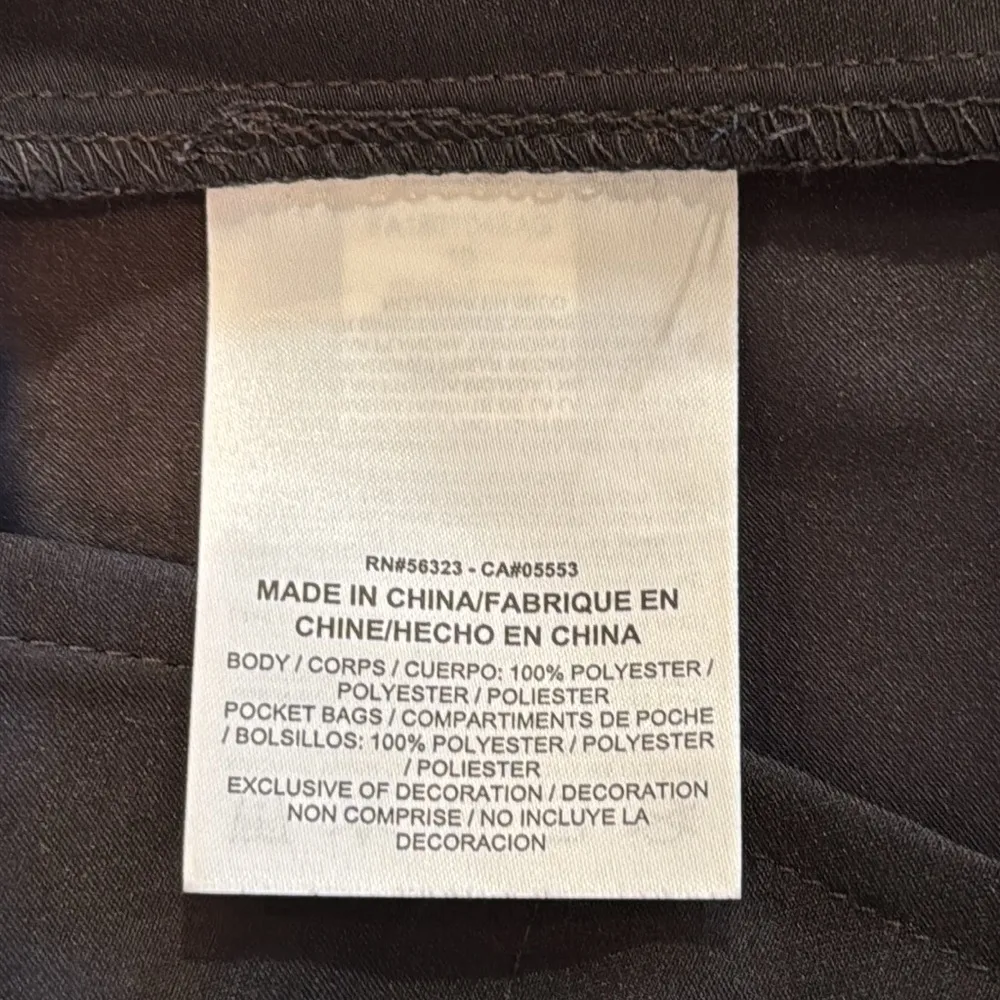 RN#56323 - CA#05553
MADE IN CHINA/FABRIQUE EN
CHINE/HECHO EN CHINA
BODY / CORPS / CUERPO: 100% POLYESTER /
POLYESTER / POLIESTER
POCKET BAGS / COMPARTIMENTS DE POCHE
/ BOLSILLOS: 100% POLYESTER / POLYESTER
/ POLIESTER
EXCLUSIVE OF DECORATION / DECORATION
NON COMPRISE / NO INCLUYE LA
DECORACION